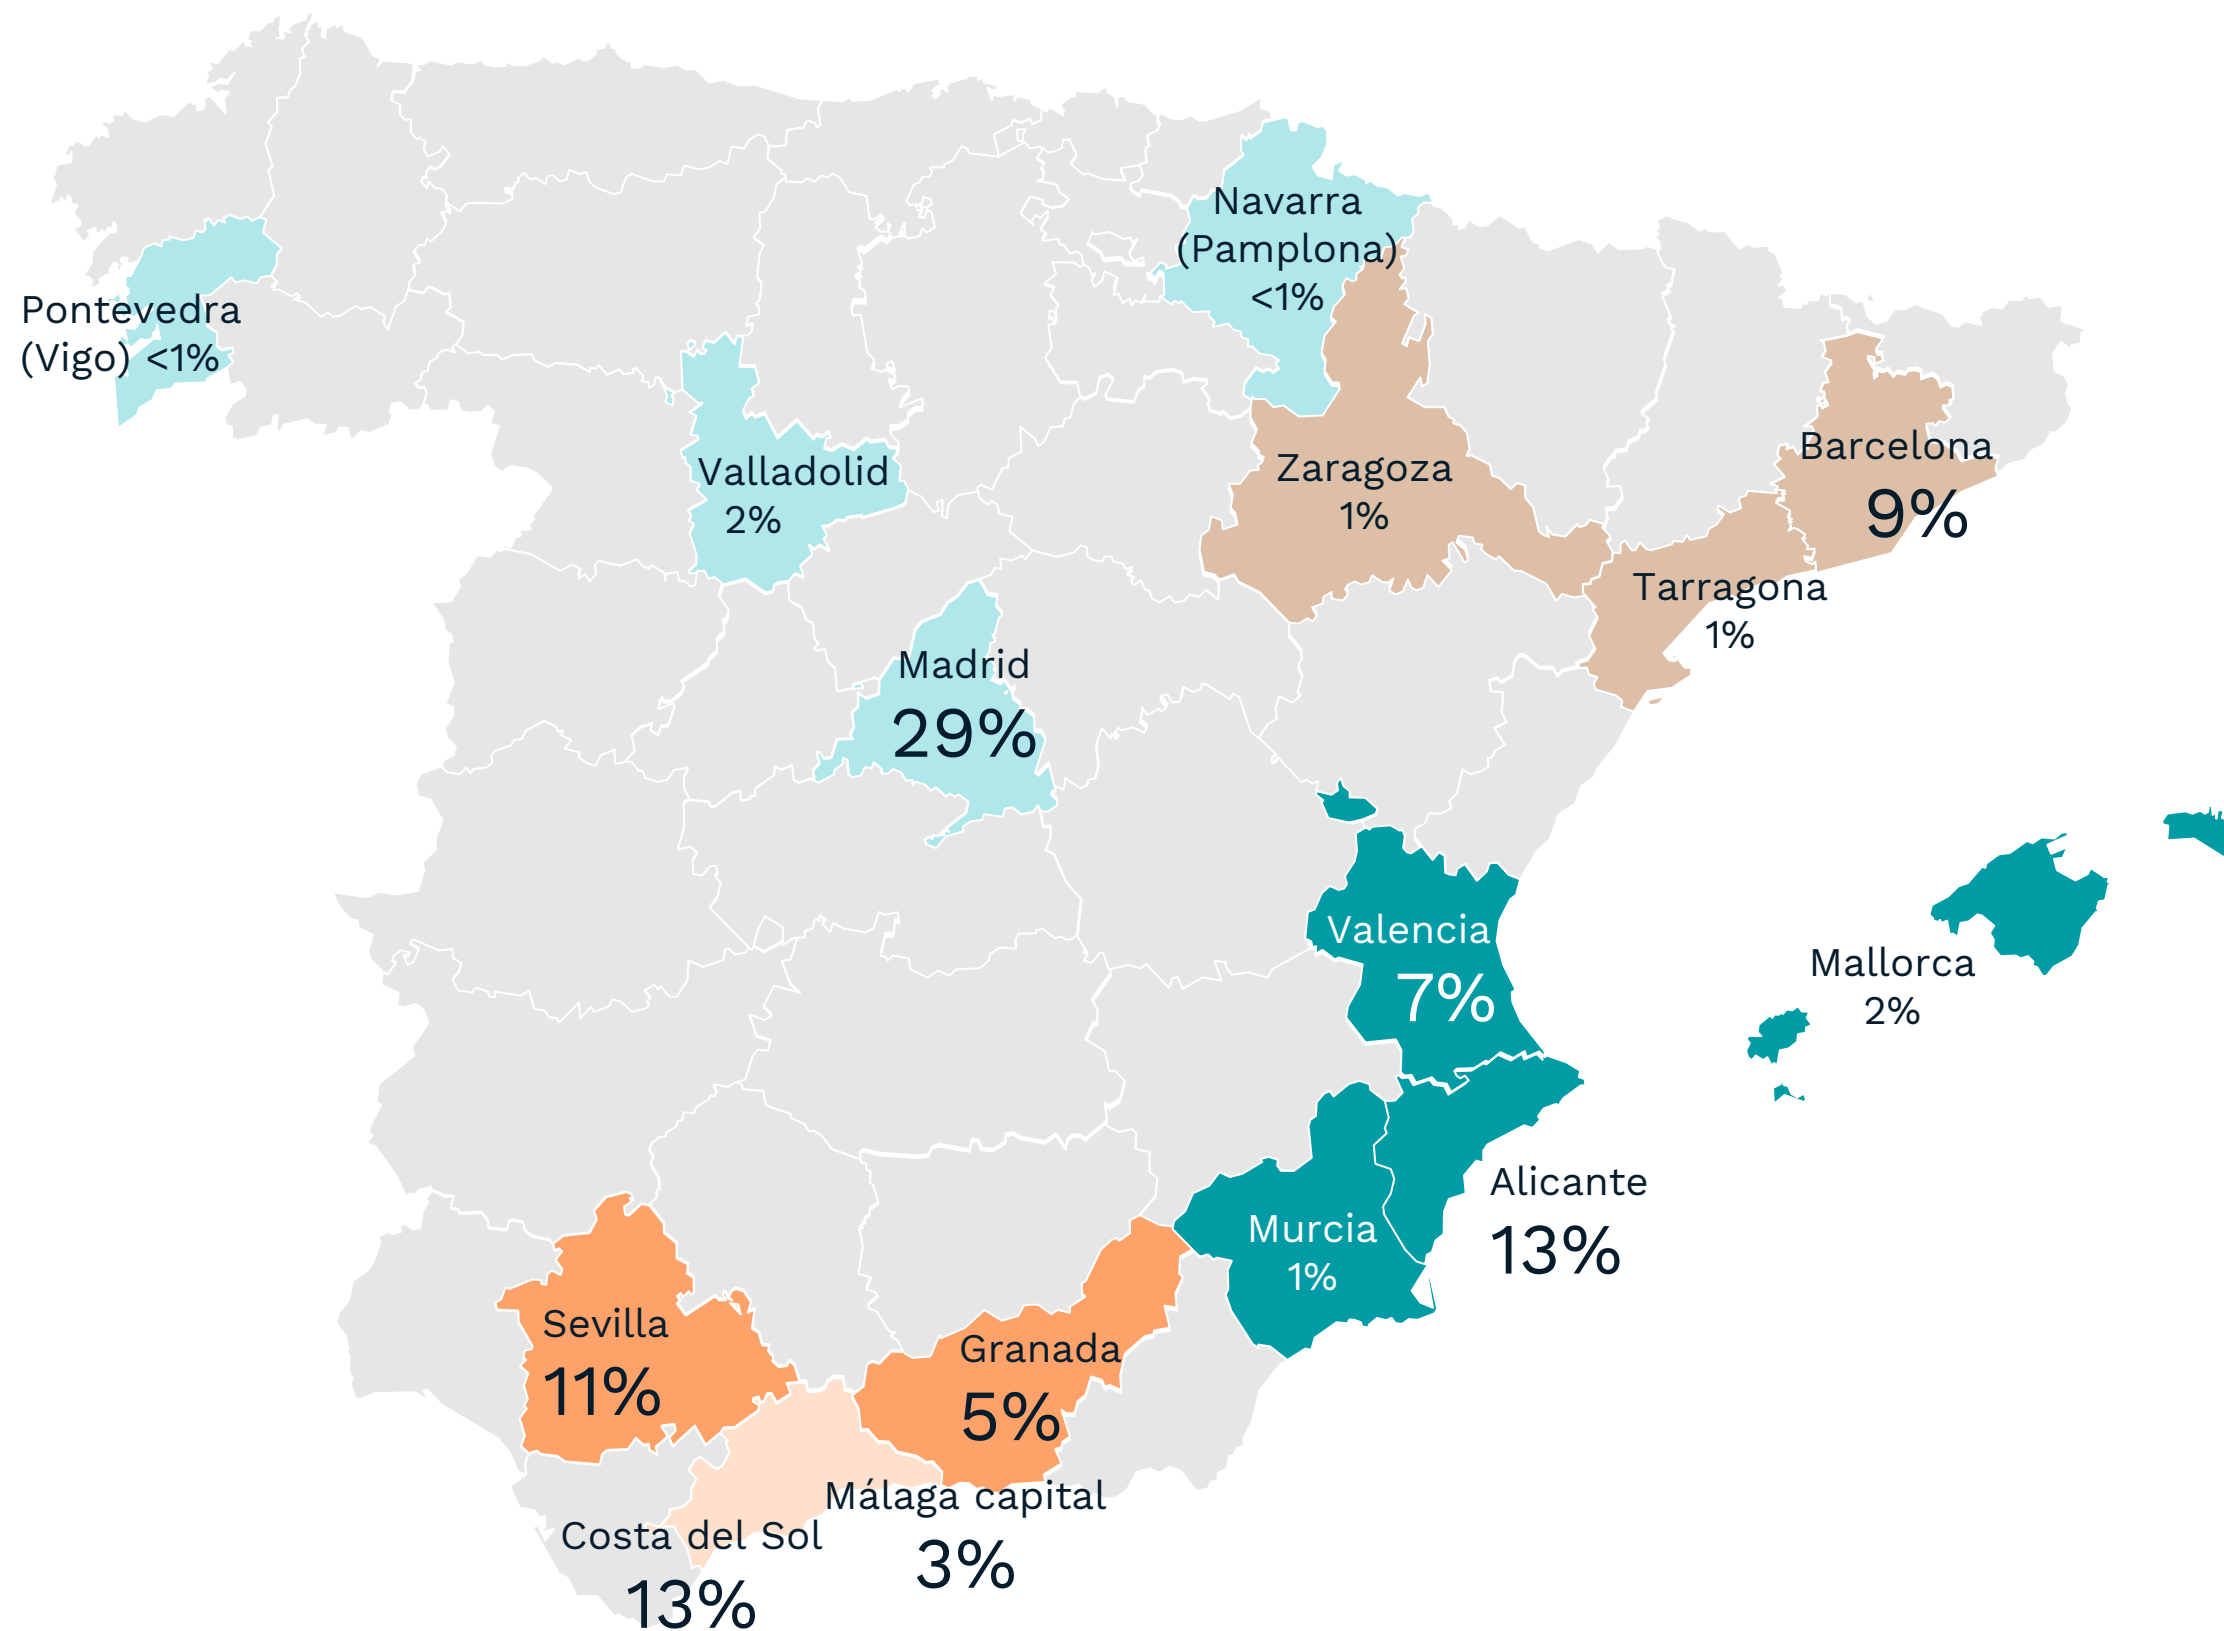 Navarra
(Pamplona)
<1%
Pontevedra
(Vigo) <1%
Valladolid
2%
Zaragoza
1%
Barcelona
9%
Tarragona
1%
Madrid
29%
Valencia
7%
Mallorca
2%
Alicante
13%
Murcia
1%
Sevilla
11%
Granada
5%
Málaga capital
3%
Costa del Sol
13%